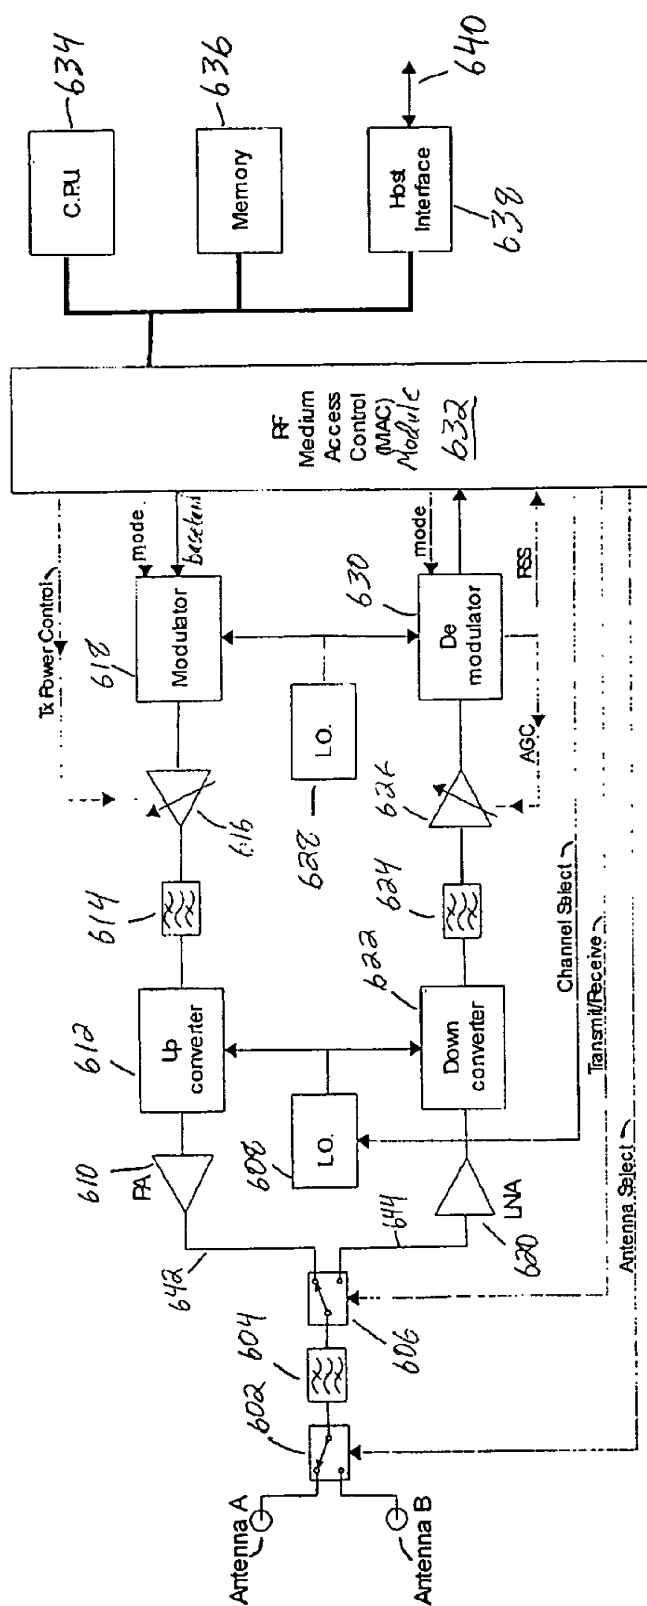 Antenna A
Antenna B
602
604
606
642
644
PA
610
LNA
620
L.O.
608
Up
converter
612
Down
converter
622
614
624
616
626
L.O.
628
Modulator
618
De
modulator
630
Tx Power Control
mode
baseband
mode
AGC
RSS
Channel Select
Transmit/Receive
Antenna Select
RF
Medium
Access
Control
(MAC)
Module
632
C.P.U
634
Memory
636
Host
Interface
638
640